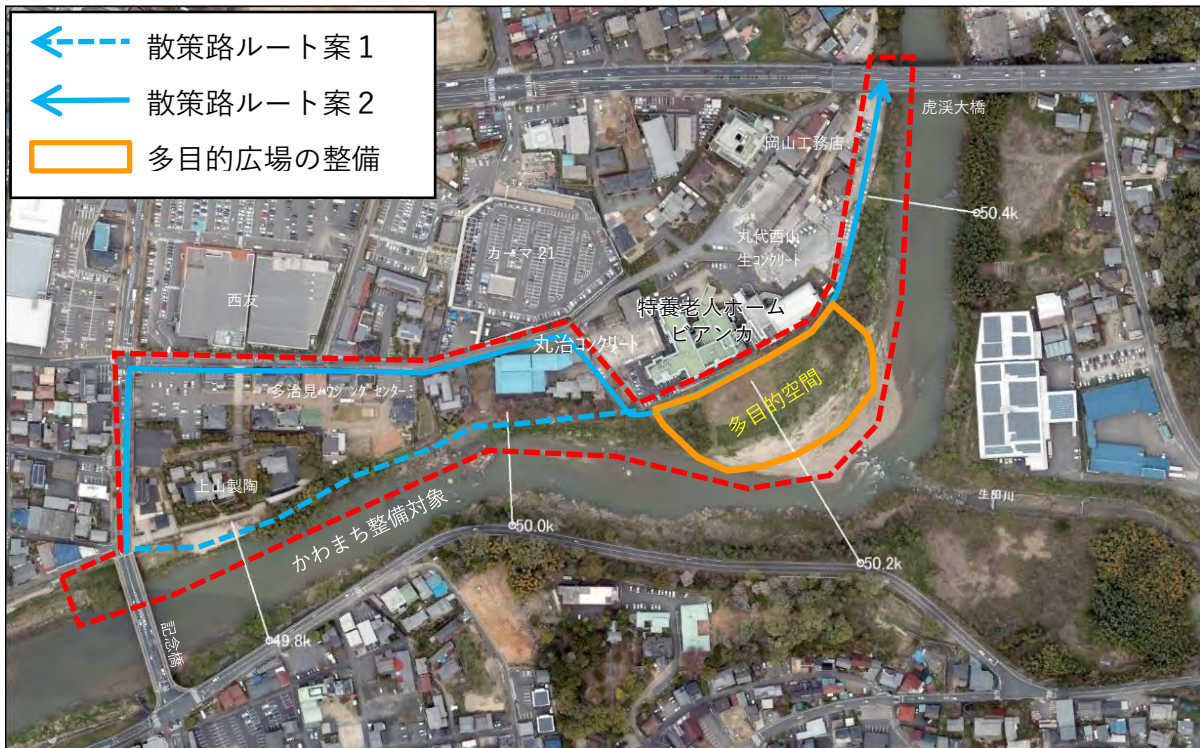 散策路ルート案1
散策路ルート案2
多目的広場の整備
虎渓大橋
岡山工務店
50.4k
丸代西山
生コンクリート
カーマ21
西友
特養老人ホーム
ビアンカ
丸治コンクリート
多治見ハウジングセンター
多目的空間
上山製陶
かわまち整備対象
生田川
50.0k
50.2k
49.8k
記念橋